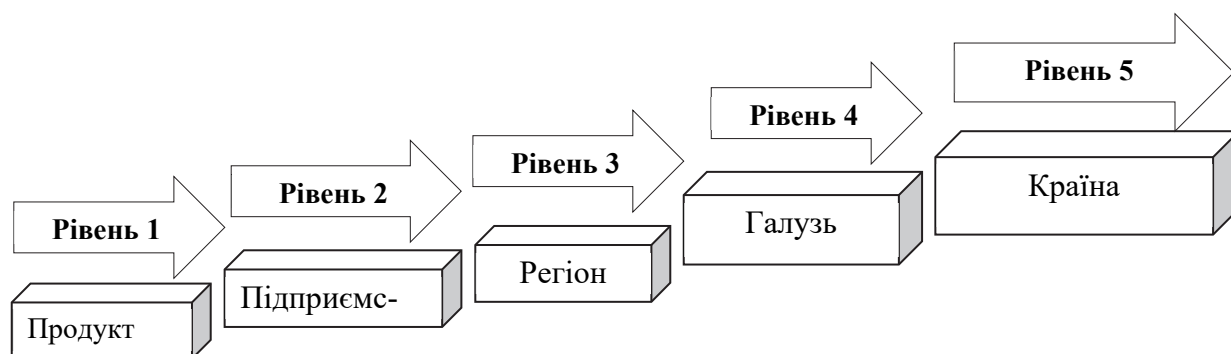 Рівень 1
Продукт
Рівень 2
Підприємс-
Рівень 3
Регіон
Рівень 4
Галузь
Рівень 5
Країна